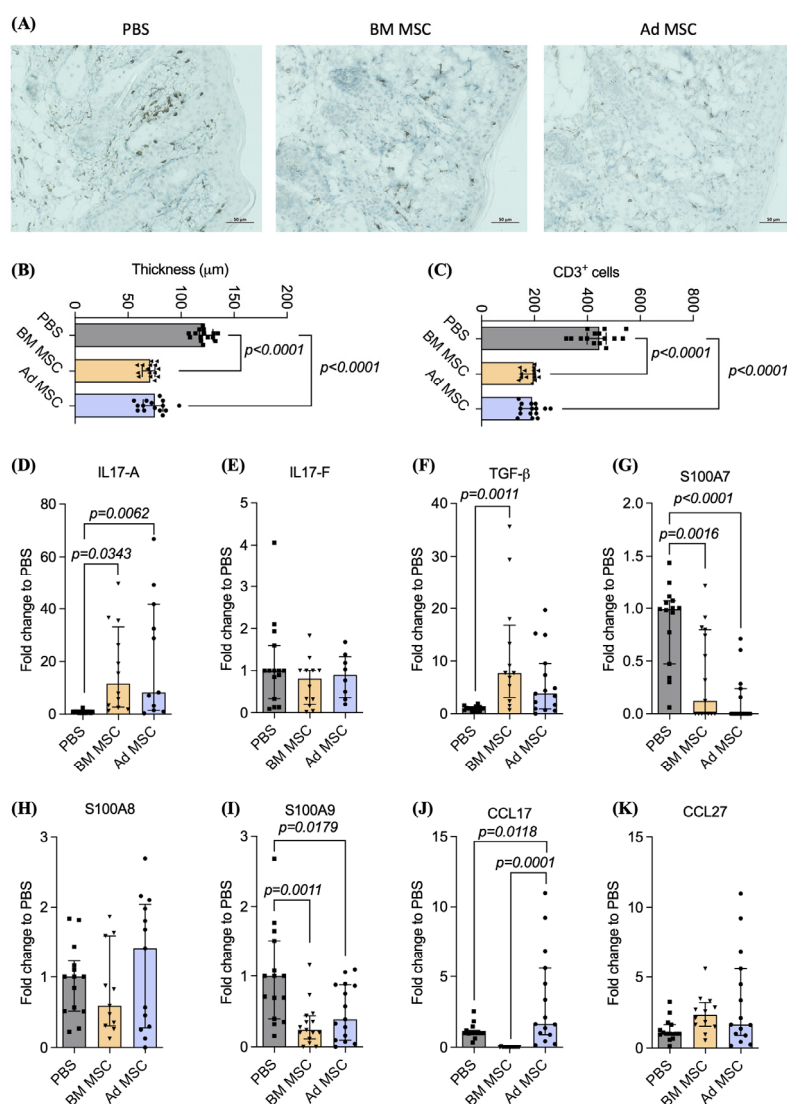 (A)
PBS
BM MSC
Ad MSC
50 µm
50 µm
50 µm
(B)
Thickness (µm)
0
50
100
150
200
PBS
BM MSC
Ad MSC
p<0.0001
p<0.0001
(C)
CD3+ cells
0
200
400
600
800
PBS
BM MSC
Ad MSC
p<0.0001
p<0.0001
(D)
IL17-A
Fold change to PBS
80
60
40
20
0
p=0.0062
p=0.0343
PBS
BM MSC
Ad MSC
(E)
IL17-F
Fold change to PBS
5
4
3
2
1
0
PBS
BM MSC
Ad MSC
(F)
TGF-β
Fold change to PBS
40
30
20
10
0
p=0.0011
PBS
BM MSC
Ad MSC
(G)
S100A7
Fold change to PBS
2.0
1.5
1.0
0.5
0.0
p<0.0001
p=0.0016
PBS
BM MSC
Ad MSC
(H)
S100A8
Fold change to PBS
3
2
1
0
PBS
BM MSC
Ad MSC
(I)
S100A9
Fold change to PBS
3
2
1
0
p=0.0179
p=0.0011
PBS
BM MSC
Ad MSC
(J)
CCL17
Fold change to PBS
15
10
5
0
p=0.0118
p=0.0001
PBS
BM MSC
Ad MSC
(K)
CCL27
Fold change to PBS
15
10
5
0
PBS
BM MSC
Ad MSC